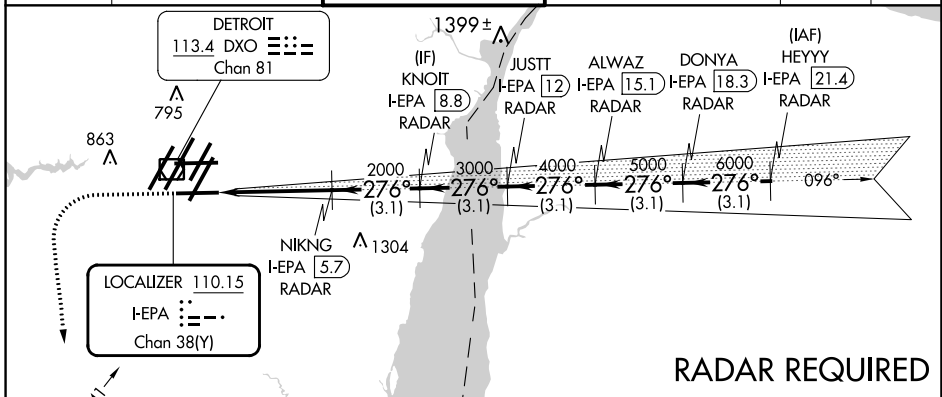 DETROIT
113.4 DXO
Chan 81
1399±
795
863
(IF)
KNOIT
I-EPA 8.8
RADAR
JUSTT
I-EPA 12
RADAR
ALWAZ
I-EPA 15.1
RADAR
DONYA
I-EPA 18.3
RADAR
(IAF)
HEYYY
I-EPA 21.4
RADAR
2000
276°
(3.1)
3000
276°
(3.1)
4000
276°
(3.1)
5000
276°
(3.1)
6000
276°
(3.1)
096°
NIKNG
I-EPA 5.7
RADAR
1304
LOCALIZER 110.15
I-EPA
Chan 38(Y)
RADAR REQUIRED